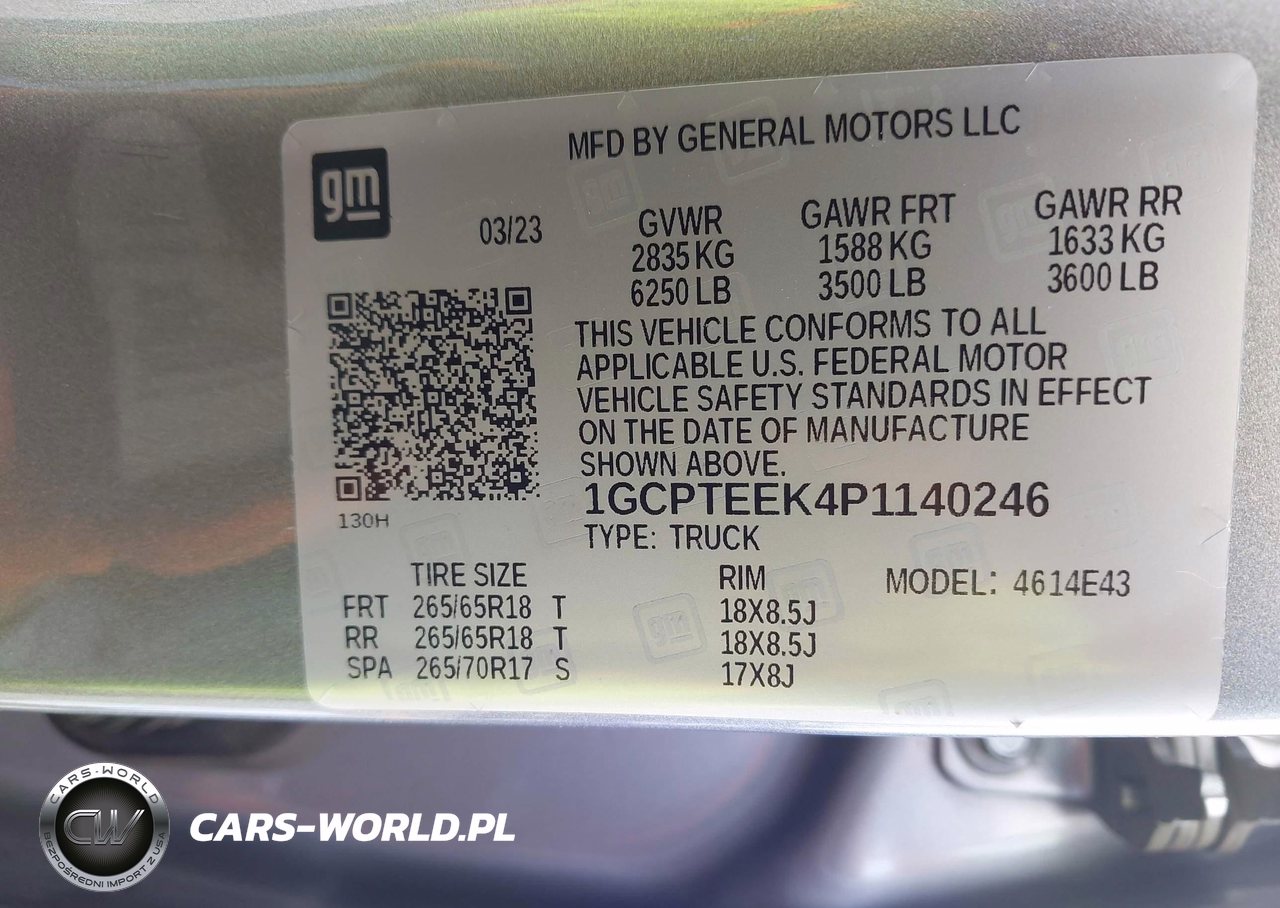 MFD BY GENERAL MOTORS LLC
gm
03/23
GVWR GAWR FRT GAWR RR
2835 KG 1588 KG 1633 KG
6250 LB 3500 LB 3600 LB
THIS VEHICLE CONFORMS TO ALL
APPLICABLE U.S. FEDERAL MOTOR
VEHICLE SAFETY STANDARDS IN EFFECT
ON THE DATE OF MANUFACTURE
SHOWN ABOVE.
1GCPTEEK4P1140246
130H
TYPE: TRUCK
TIRE SIZE RIM MODEL: 4614E43
FRT 265/65R18 T 18X8.5J
RR 265/65R18 T 18X8.5J
SPA 265/70R17 S 17X8J
CARS-WORLD
CW
BEZPOŚREDNI IMPORT Z USA
CARS-WORLD.PL